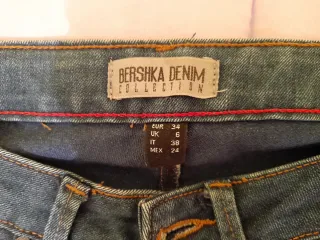 BERSHKA DENIM
COLLECTION
EUR 34
UK 6
IT 38
MEX 24